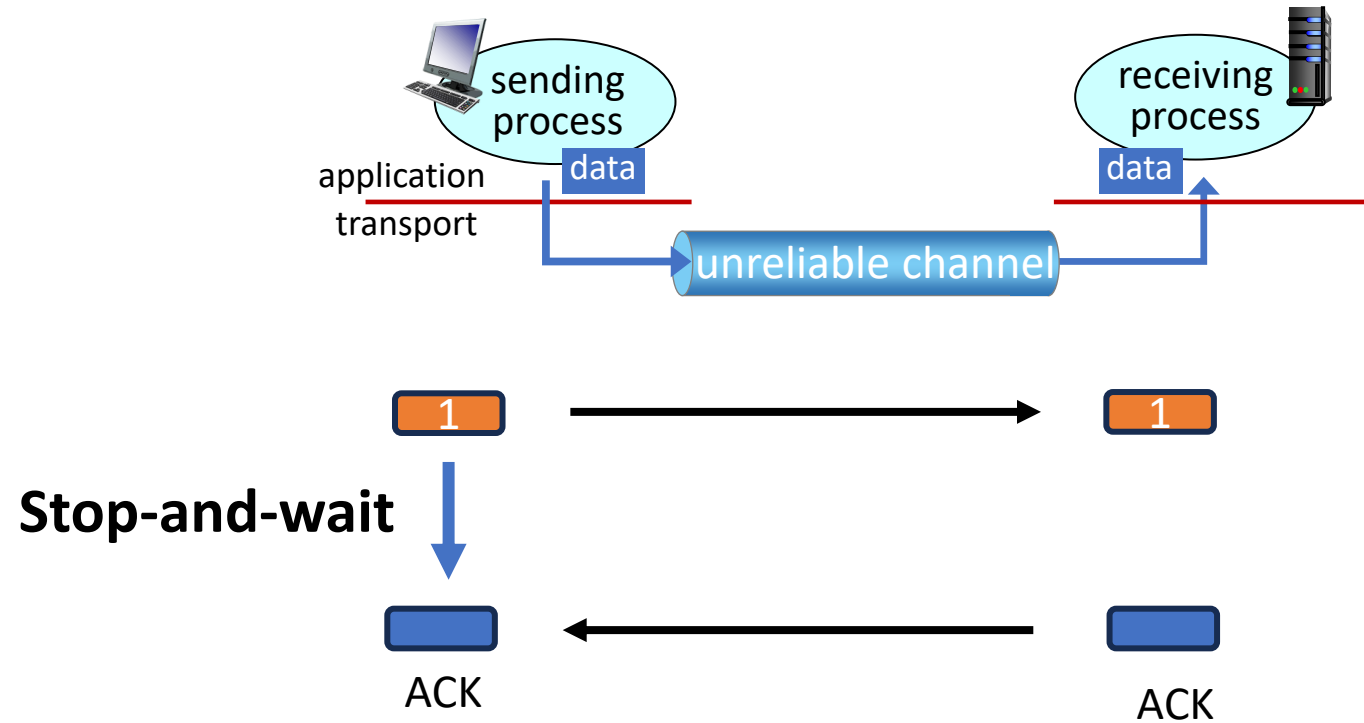 sending
process
receiving
process
data
data
application
transport
unreliable channel
1
1
Stop-and-wait
ACK
ACK